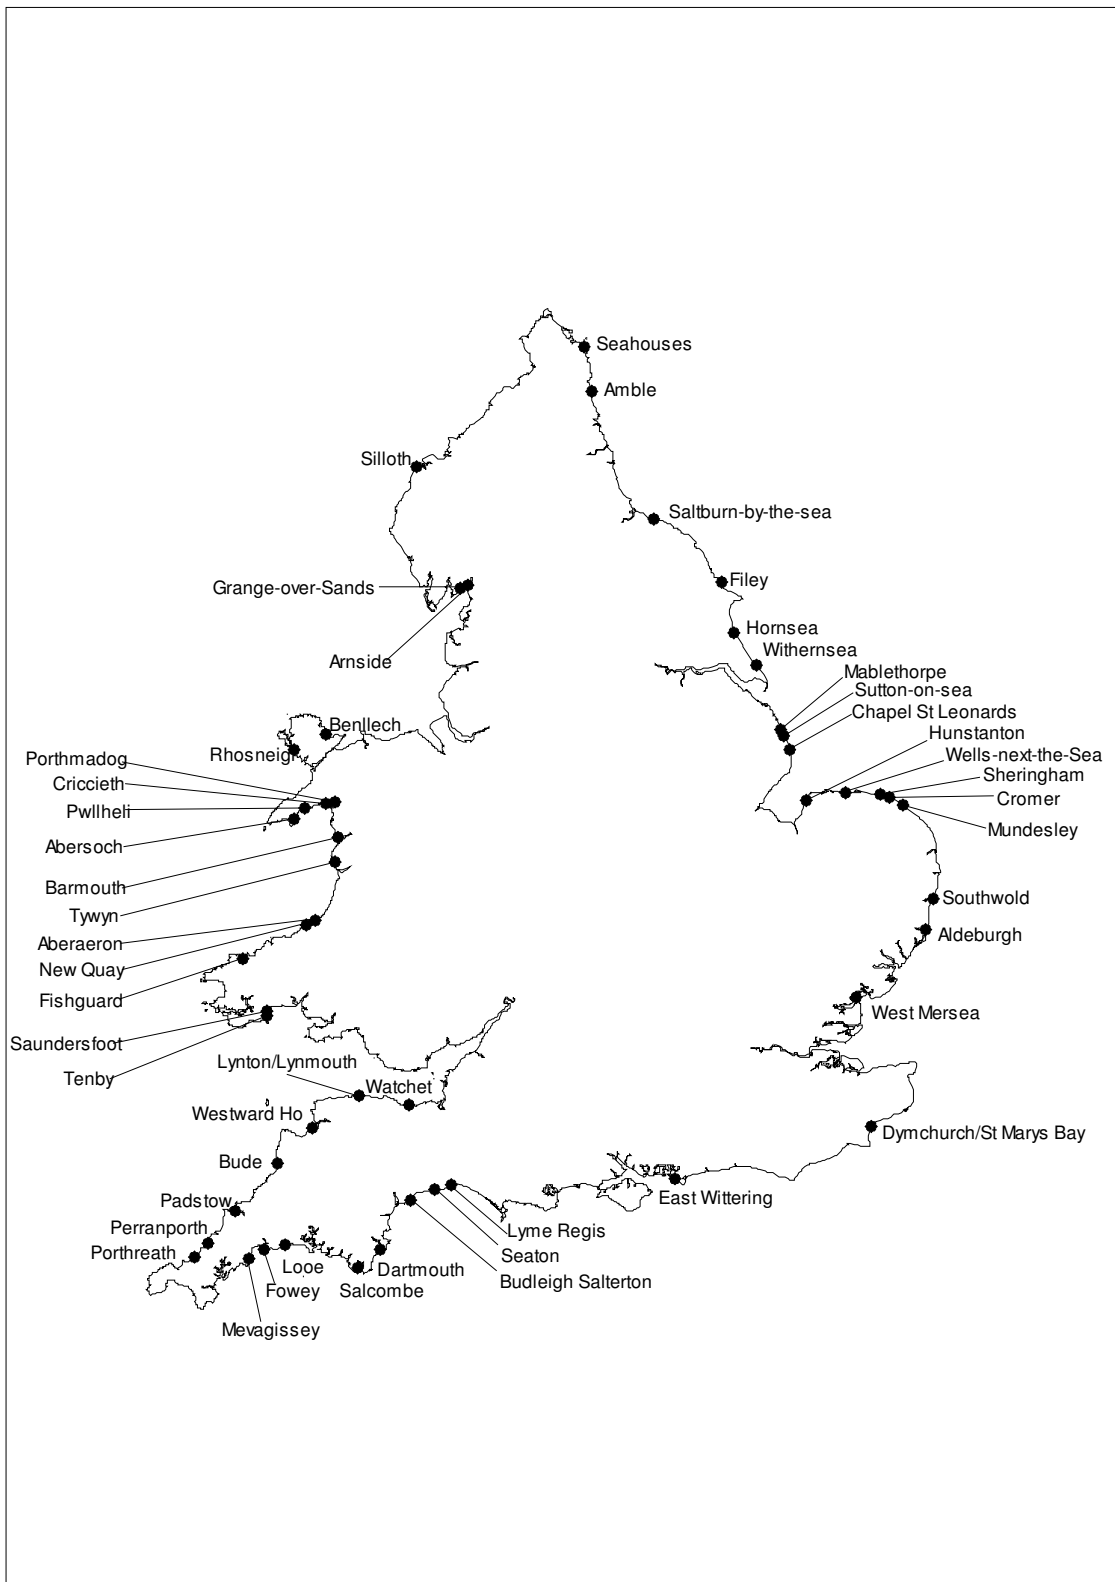 Seahouses
Amble
Silloth
Saltburn-by-the-sea
Filey
Grange-over-Sands
Hornsea
Arnside
Withernsea
Mablethorpe
Sutton-on-sea
Chapel St Leonards
Hunstanton
Benllech
Rhosneigr
Wells-next-the-Sea
Porthmadog
Sheringham
Criccieth
Cromer
Pwllheli
Mundesley
Abersoch
Barmouth
Southwold
Tywyn
Aldeburgh
Aberaeron
New Quay
Fishguard
West Mersea
Saundersfoot
Lynton/Lynmouth
Tenby
Watchet
Westward Ho
Dymchurch/St Marys Bay
Bude
East Wittering
Padstow
Perranporth
Lyme Regis
Porthreath
Seaton
Looe
Dartmouth
Budleigh Salterton
Fowey
Salcombe
Mevagissey